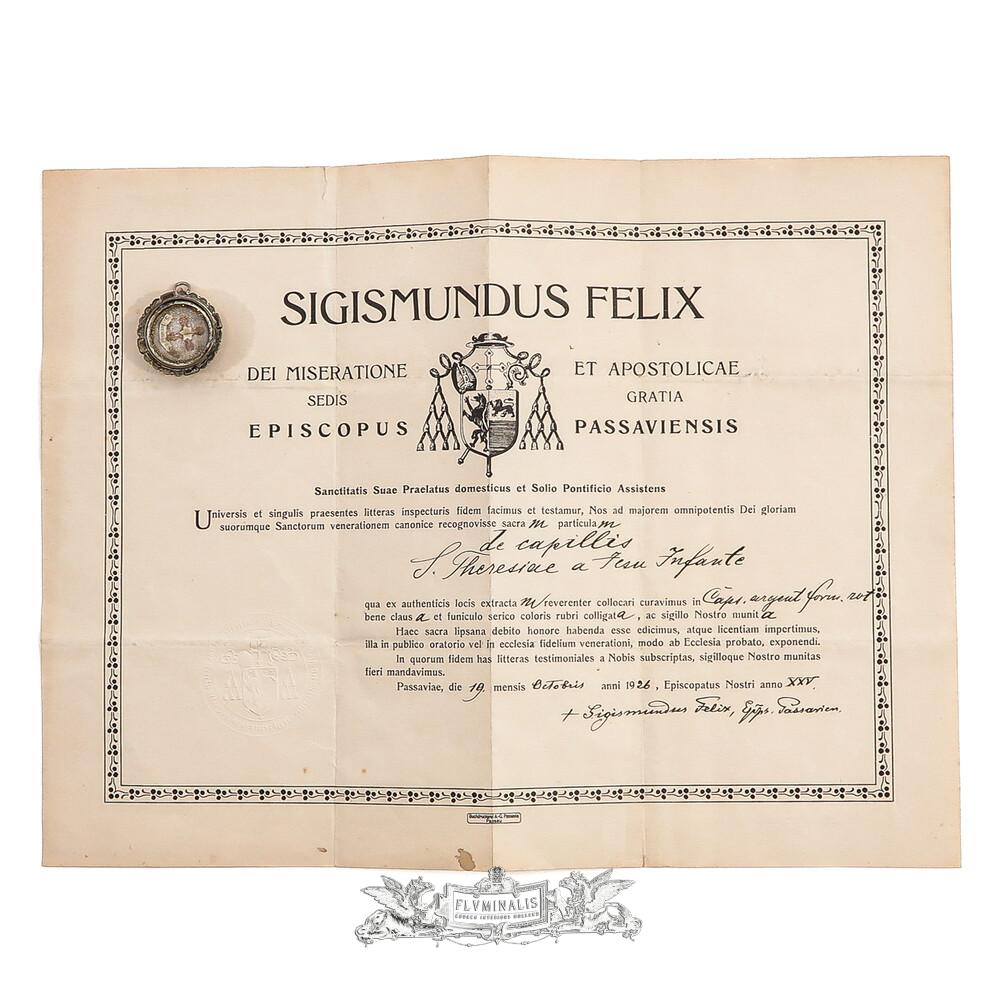 SIGISMUNDUS FELIX
DEI MISERATIONE ET APOSTOLICAE
SEDIS GRATIA
EPISCOPUS PASSAVIENSIS
Sanctitatis Suae Praelatus domesticus et Solio Pontificio Assistens
Universis et singulis praesentes litteras inspecturis fidem facimus et testamur, Nos ad majorem omnipotentis Dei gloriam
suorumque Sanctorum venerationem canonice recognovisse sacra m particula m
de capillis
S. Theresiae a Jesu Infante
qua ex authenticis locis extracta m reverenter collocari curavimus in Caps. argent form. rot
bene claus a et funiculo serico coloris rubri colligat a, ac sigillo Nostro munit a
Haec sacra lipsana debito honore habenda esse edicimus, atque licentiam impertimus,
illa in publico oratorio vel in ecclesia fidelium venerationi, modo ab Ecclesia probato, exponendi.
In quorum fidem has litteras testimoniales a Nobis subscriptas, sigilloque Nostro munitas
fieri mandavimus.
Passaviae, die 19. mensis Octobris anni 1926, Episcopatus Nostri anno XXV.
+ Sigismundus Felix, Epps. Passavien.
Buchdruckerei A.-G. Passavia
Passau
FLVMINALIS
CHURCH INTERIORS HOLLAND